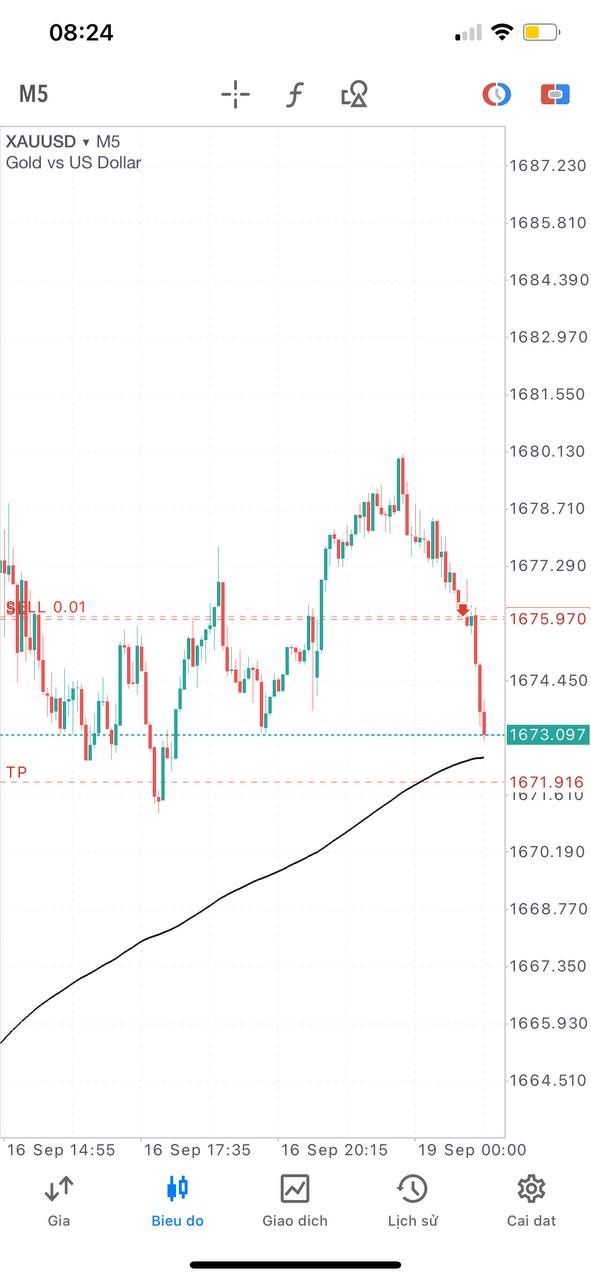 08:24
M5
XAUUSD ▾ M5
Gold vs US Dollar
1687.230
1685.810
1684.390
1682.970
1681.550
1680.130
1678.710
1677.290
SELL 0.01
1675.970
1674.450
1673.097
TP
1671.916
1671.610
1670.190
1668.770
1667.350
1665.930
1664.510
16 Sep 14:55
16 Sep 17:35
16 Sep 20:15
19 Sep 00:00
Gia
Bieu do
Giao dich
Lịch sử
Cai dat